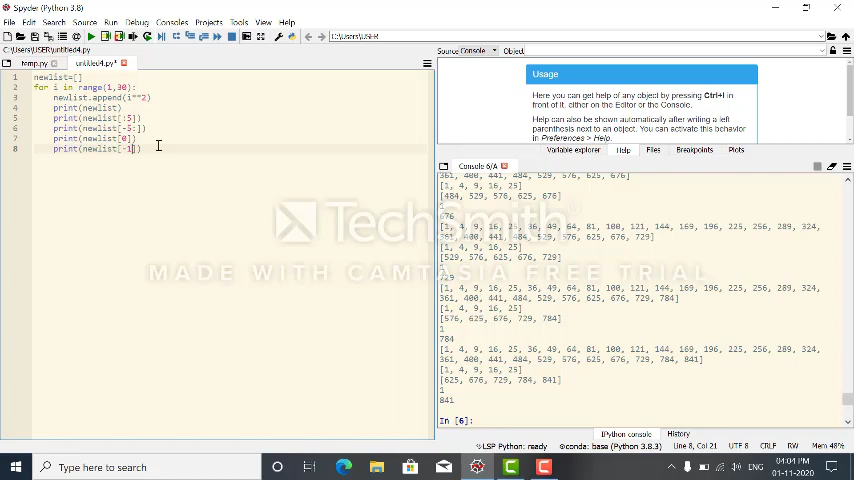 Spyder (Python 3.8)
File Edit Search Source Run Debug Consoles Projects Tools View Help
C:\Users\USER
C:\Users\USER\untitled4.py
Source Console Object
temp.py untitled4.py*
1 newlist=[]
2 for i in range(1,30):
3 newlist.append(i**2)
4 print(newlist)
5 print(newlist[:5])
6 print(newlist[-5:])
7 print(newlist[0])
8 print(newlist[-1])
Usage
Here you can get help of any object by pressing Ctrl+I in
front of it, either on the Editor or the Console.
Help can also be shown automatically after writing a left
parenthesis next to an object. You can activate this behavior
in Preferences > Help.
Variable explorer Help Files Breakpoints Plots
Console 6/A
361, 400, 441, 484, 529, 576, 625, 676]
[1, 4, 9, 16, 25]
[484, 529, 576, 625, 676]
1
676
[1, 4, 9, 16, 25, 36, 49, 64, 81, 100, 121, 144, 169, 196, 225, 256, 289, 324,
361, 400, 441, 484, 529, 576, 625, 676, 729]
[1, 4, 9, 16, 25]
[529, 576, 625, 676, 729]
1
729
[1, 4, 9, 16, 25, 36, 49, 64, 81, 100, 121, 144, 169, 196, 225, 256, 289, 324,
361, 400, 441, 484, 529, 576, 625, 676, 729, 784]
[1, 4, 9, 16, 25]
[576, 625, 676, 729, 784]
1
784
[1, 4, 9, 16, 25, 36, 49, 64, 81, 100, 121, 144, 169, 196, 225, 256, 289, 324,
361, 400, 441, 484, 529, 576, 625, 676, 729, 784, 841]
[1, 4, 9, 16, 25]
[625, 676, 729, 784, 841]
1
841
In [6]:
TechSmith
MADE WITH CAMTASIA FREE TRIAL
IPython console History
LSP Python: ready conda: base (Python 3.8.3) Line 8, Col 21 UTF 8 CRLF RW Mem 48%
Type here to search
ENG
04:04 PM
01-11-2020